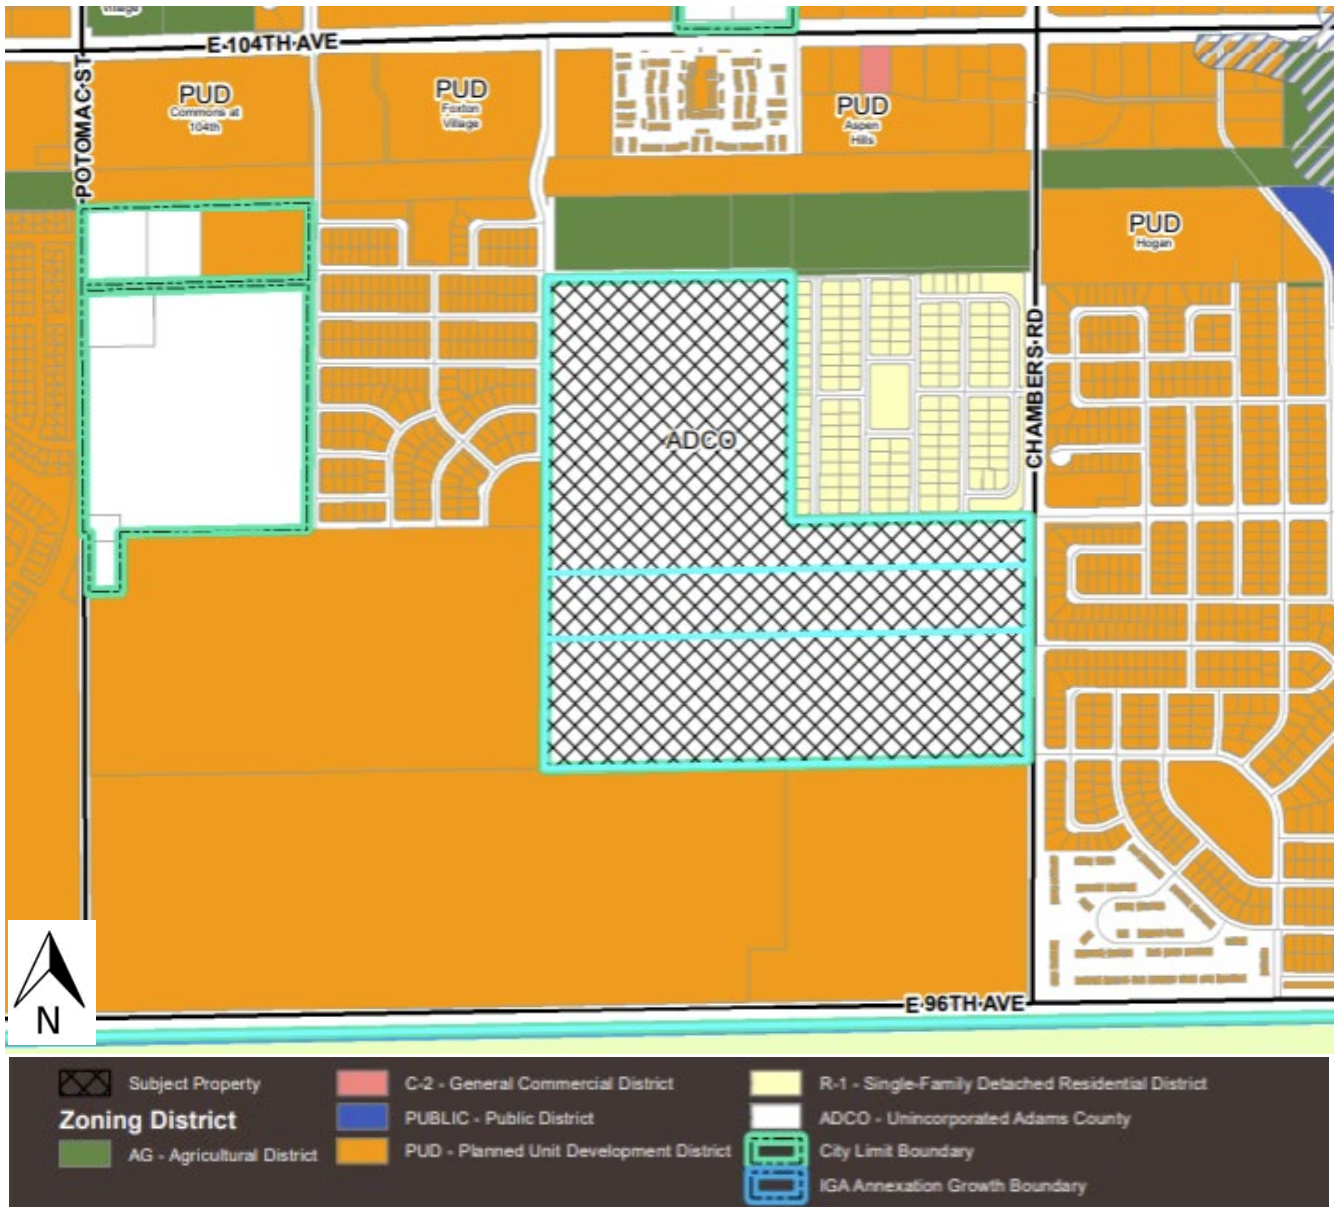 Village
E 104TH AVE
POTOMAC ST
PUD
Commons at
104th
PUD
Foxton
Village
PUD
Aspen
Hills
PUD
Hogan
CHAMBERS RD
ADCO
E 96TH AVE
N
Subject Property
Zoning District
AG - Agricultural District
C-2 - General Commercial District
PUBLIC - Public District
PUD - Planned Unit Development District
R-1 - Single-Family Detached Residential District
ADCO - Unincorporated Adams County
City Limit Boundary
IGA Annexation Growth Boundary